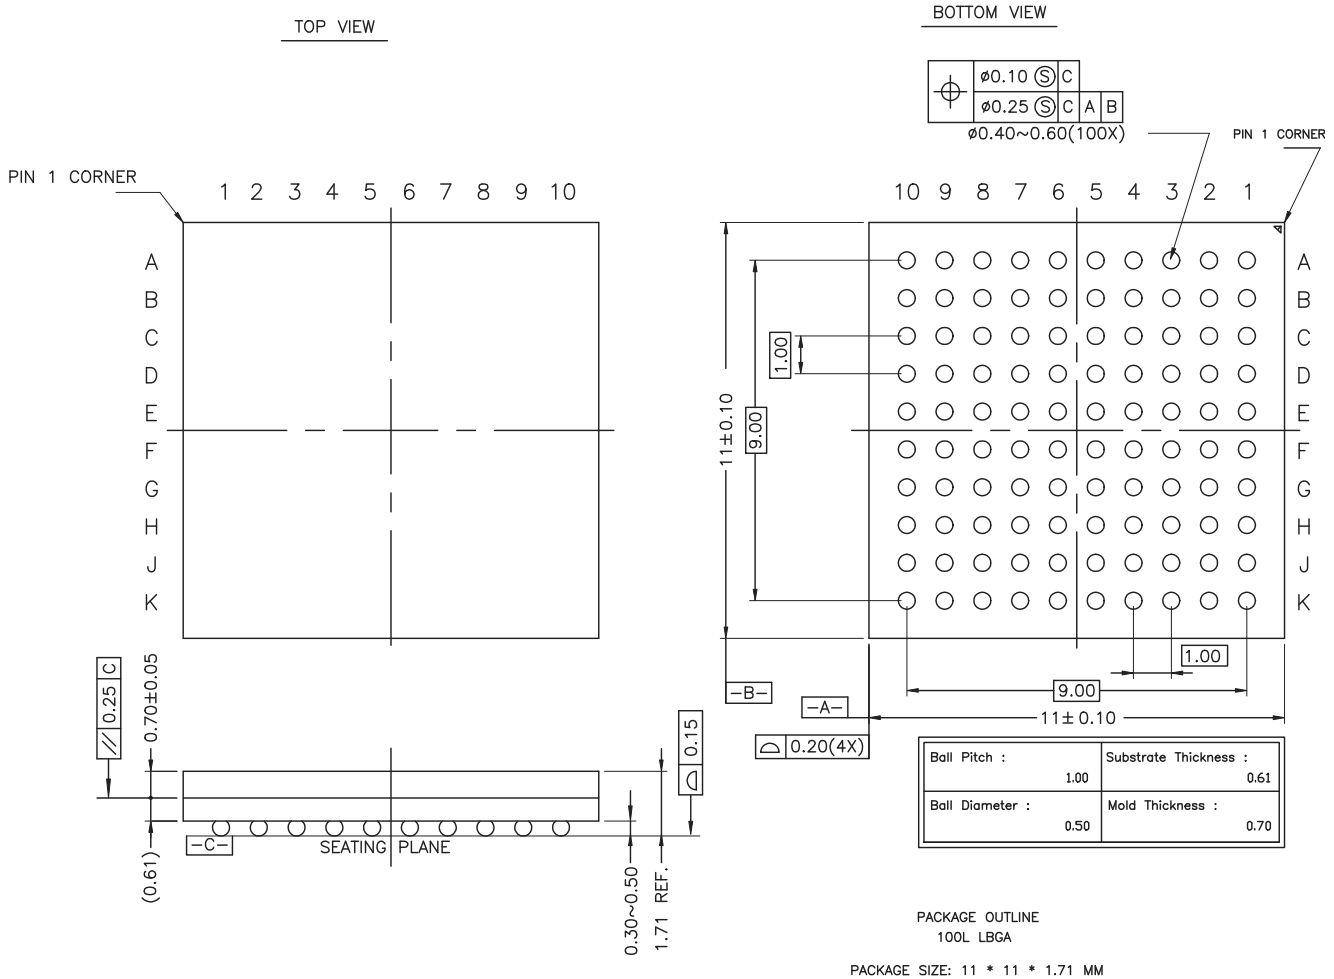 TOP VIEW
BOTTOM VIEW
⌀0.10 Ⓢ C
⌀0.25 Ⓢ C A B
⌀0.40~0.60(100X)
PIN 1 CORNER
PIN 1 CORNER
1 2 3 4 5 6 7 8 9 10
10 9 8 7 6 5 4 3 2 1
A
B
C
D
E
F
G
H
J
K
A
B
C
D
E
F
G
H
J
K
1.00
9.00
11±0.10
-B-
1.00
9.00
-A-
11±0.10
0.20(4X)
// 0.25 C
0.70±0.05
(0.61)
-C-
SEATING PLANE
0.30~0.50
1.71 REF.
0.15
Ball Pitch :
1.00
Substrate Thickness :
0.61
Ball Diameter :
0.50
Mold Thickness :
0.70
PACKAGE OUTLINE
100L LBGA
PACKAGE SIZE: 11 * 11 * 1.71 MM